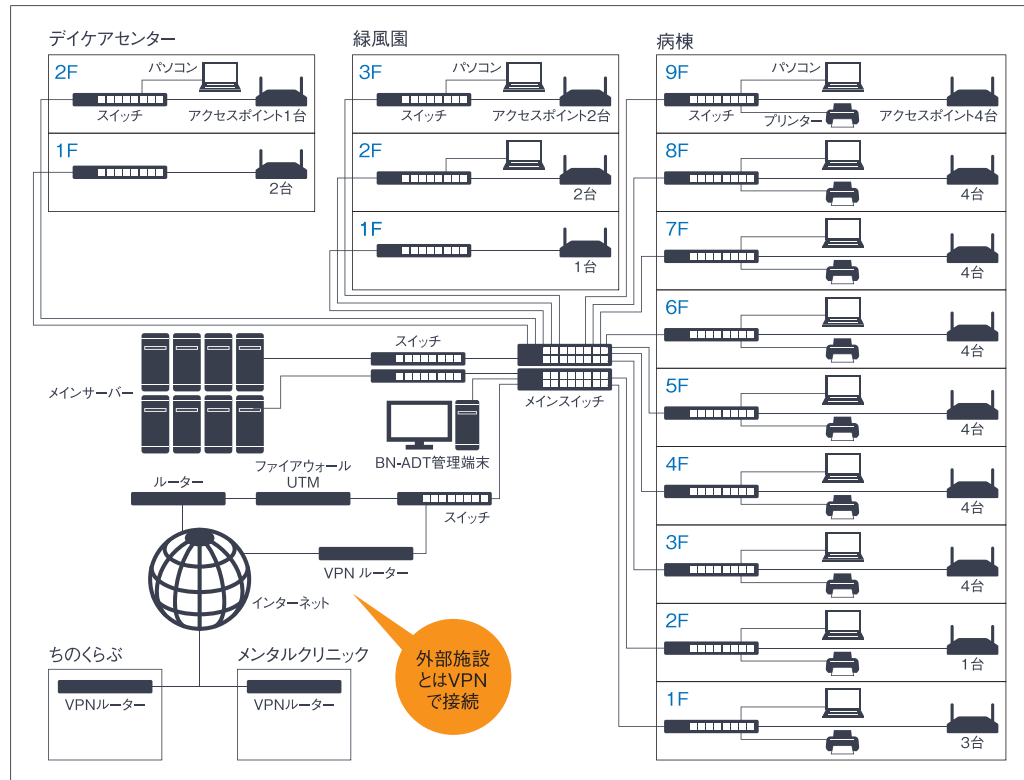 デイケアセンター
2F
パソコン
スイッチ
アクセスポイント1台
1F
2台
緑風園
3F
パソコン
スイッチ
アクセスポイント2台
2F
2台
1F
1台
病棟
9F
パソコン
スイッチ
プリンター
アクセスポイント4台
8F
4台
7F
4台
6F
4台
5F
4台
4F
4台
3F
4台
2F
1台
1F
3台
メインサーバー
スイッチ
メインスイッチ
BN-ADT管理端末
ルーター
ファイアウォール
UTM
スイッチ
VPN ルーター
インターネット
外部施設
とはVPN
で接続
ちのくらぶ
VPNルーター
メンタルクリニック
VPNルーター